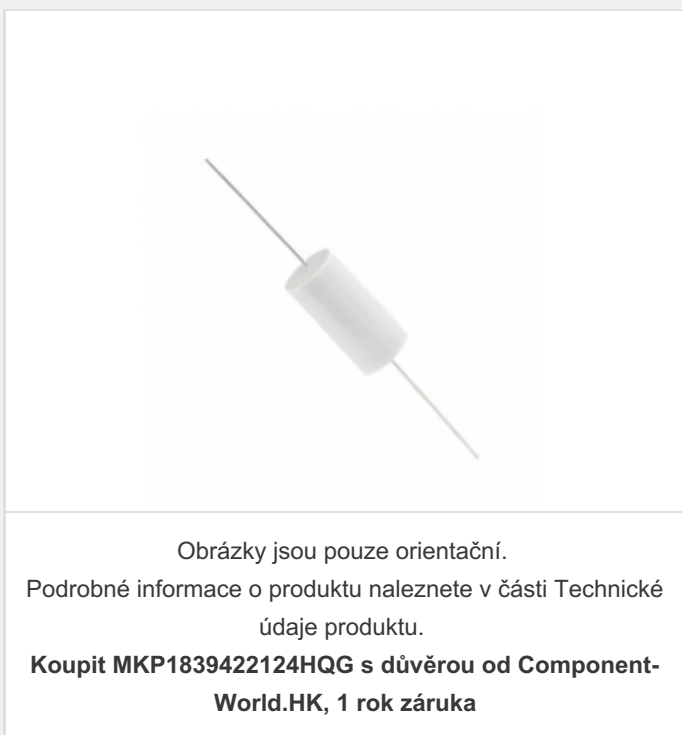 Obrázky jsou pouze orientační.
Podrobné informace o produktu naleznete v části Technické
údaje produktu.
Koupit MKP1839422124HQG s důvěrou od Component-
World.HK, 1 rok záruka